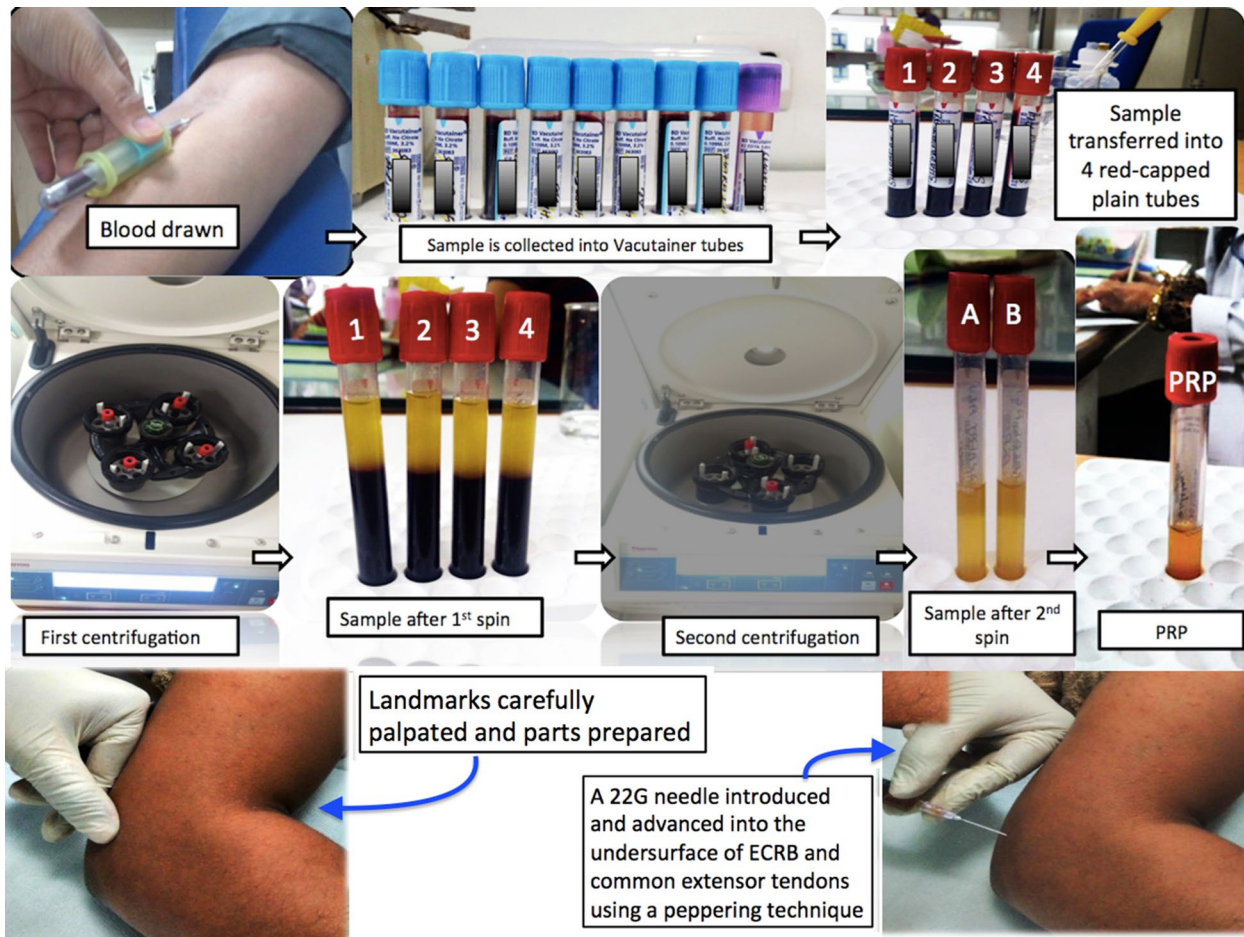 Blood drawn
Sample is collected into Vacutainer tubes
1 2 3 4
Sample
transferred into
4 red-capped
plain tubes
First centrifugation
1 2 3 4
Sample after 1st spin
Second centrifugation
A B
Sample after 2nd
spin
PRP
PRP
Landmarks carefully
palpated and parts prepared
A 22G needle introduced
and advanced into the
undersurface of ECRB and
common extensor tendons
using a peppering technique